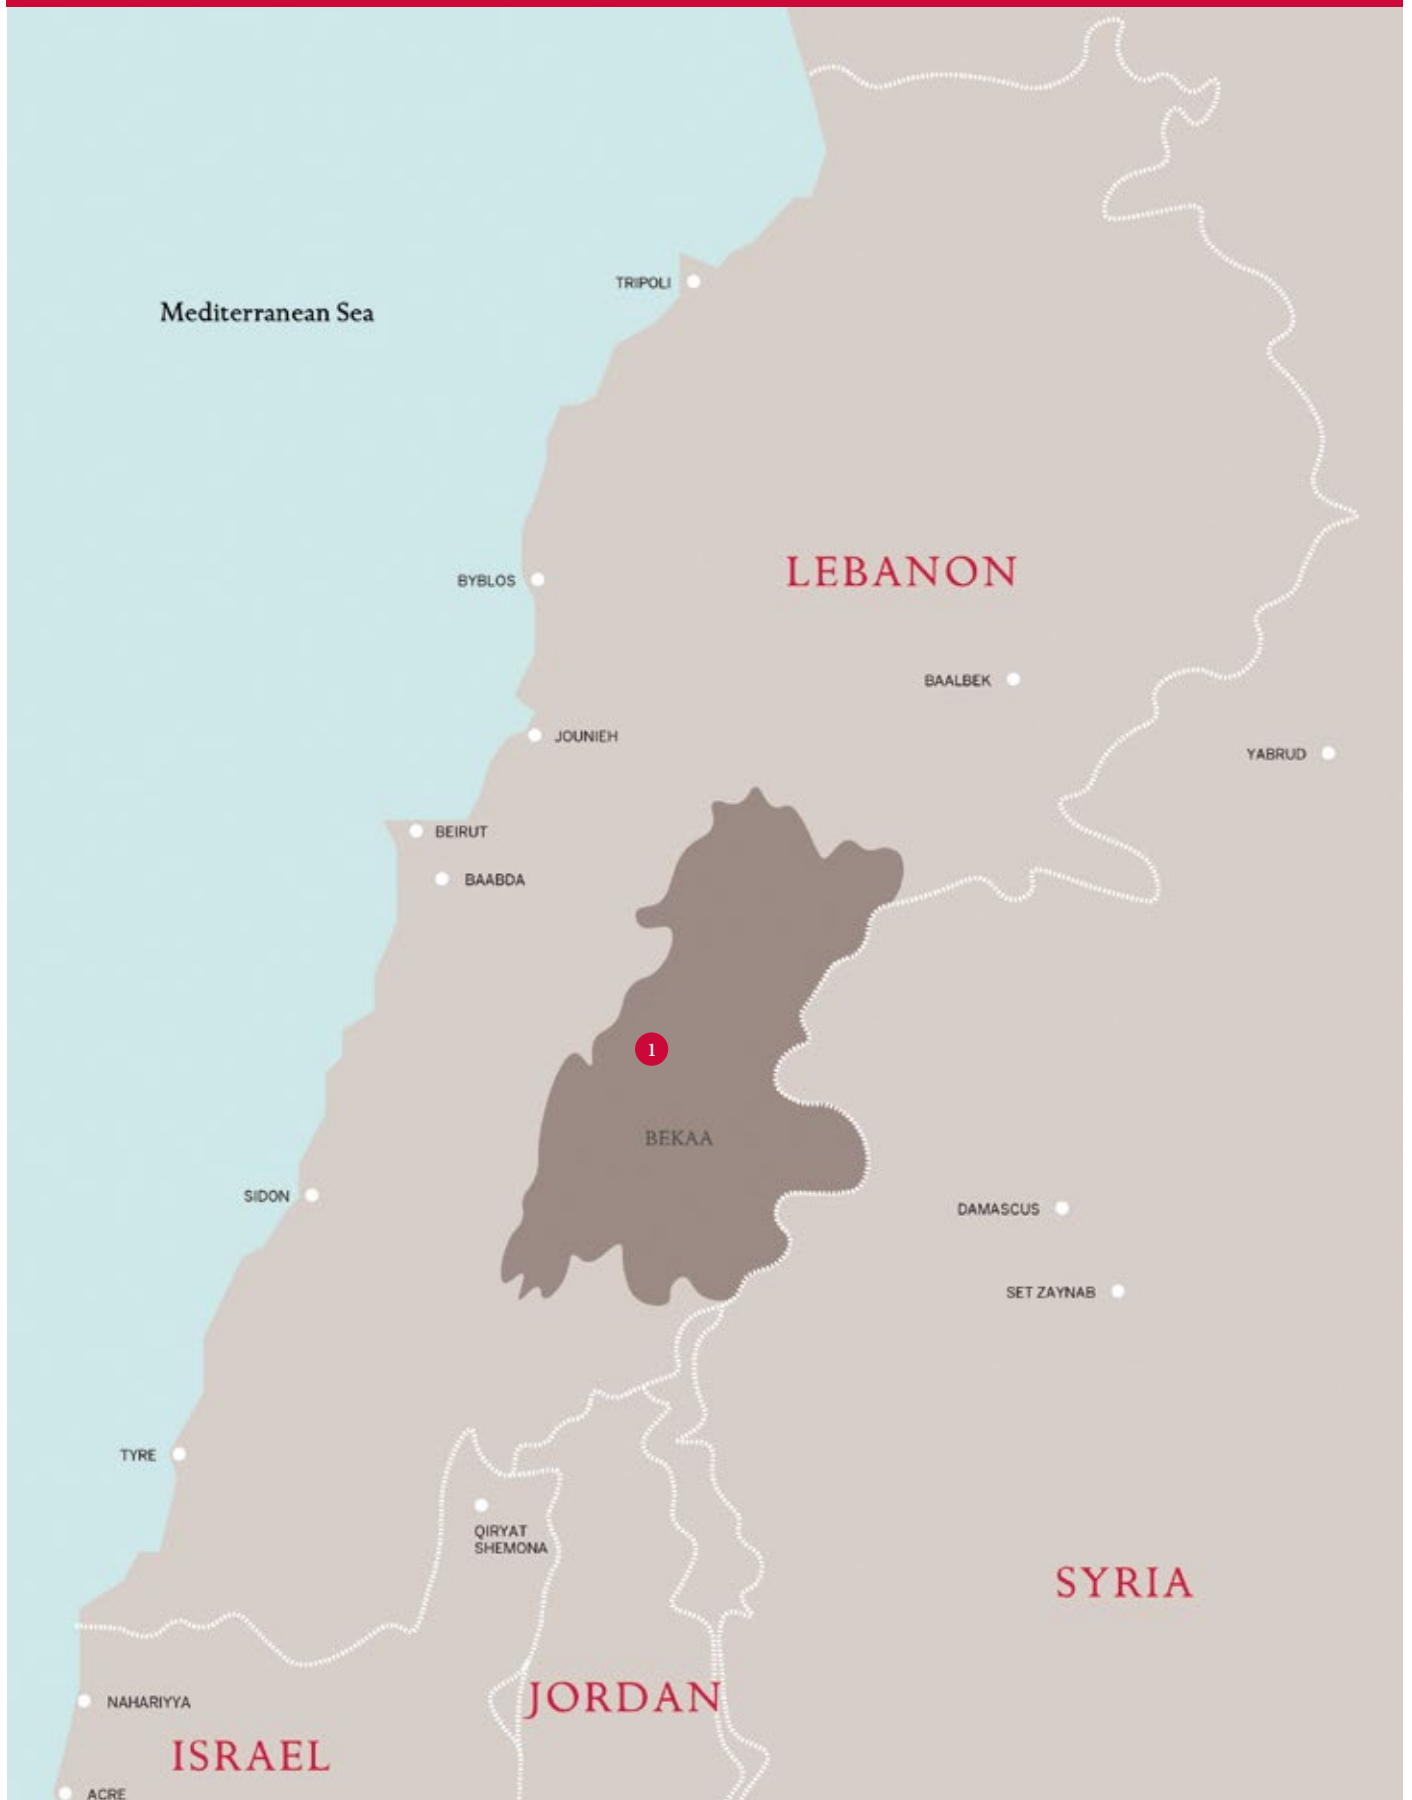 TRIPOLI
Mediterranean Sea
LEBANON
BYBLOS
BAALBEK
JOUNIEH
YABRUD
BEIRUT
BAABDA
1
BEKAA
SIDON
DAMASCUS
SET ZAYNAB
TYRE
QIRYAT
SHEMONA
SYRIA
JORDAN
NAHARIYYA
ISRAEL
ACRE